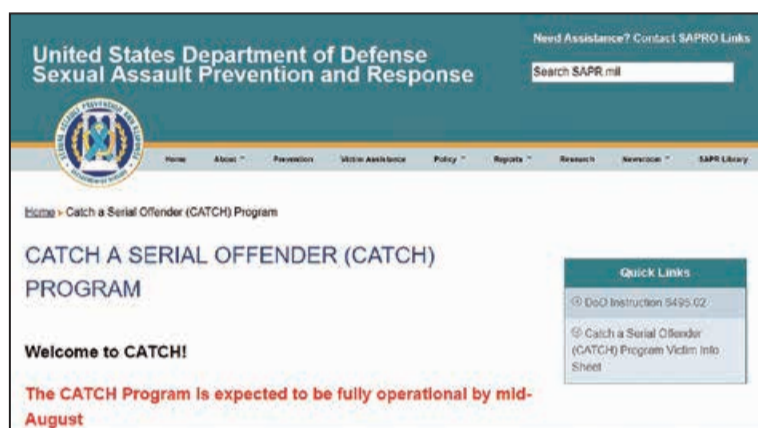 Need Assistance? Contact SAPRO Links
United States Department of Defense
Sexual Assault Prevention and Response
Search SAPR.mil
Home About Prevention Victim Assistance Policy Reports Research Newsroom SAPR Library
Home Catch a Serial Offender (CATCH) Program
CATCH A SERIAL OFFENDER (CATCH)
PROGRAM
Quick Links
DoD Instruction 6495.02
Catch a Serial Offender
(CATCH) Program Victim Info
Sheet
Welcome to CATCH!
The CATCH Program is expected to be fully operational by mid-
August